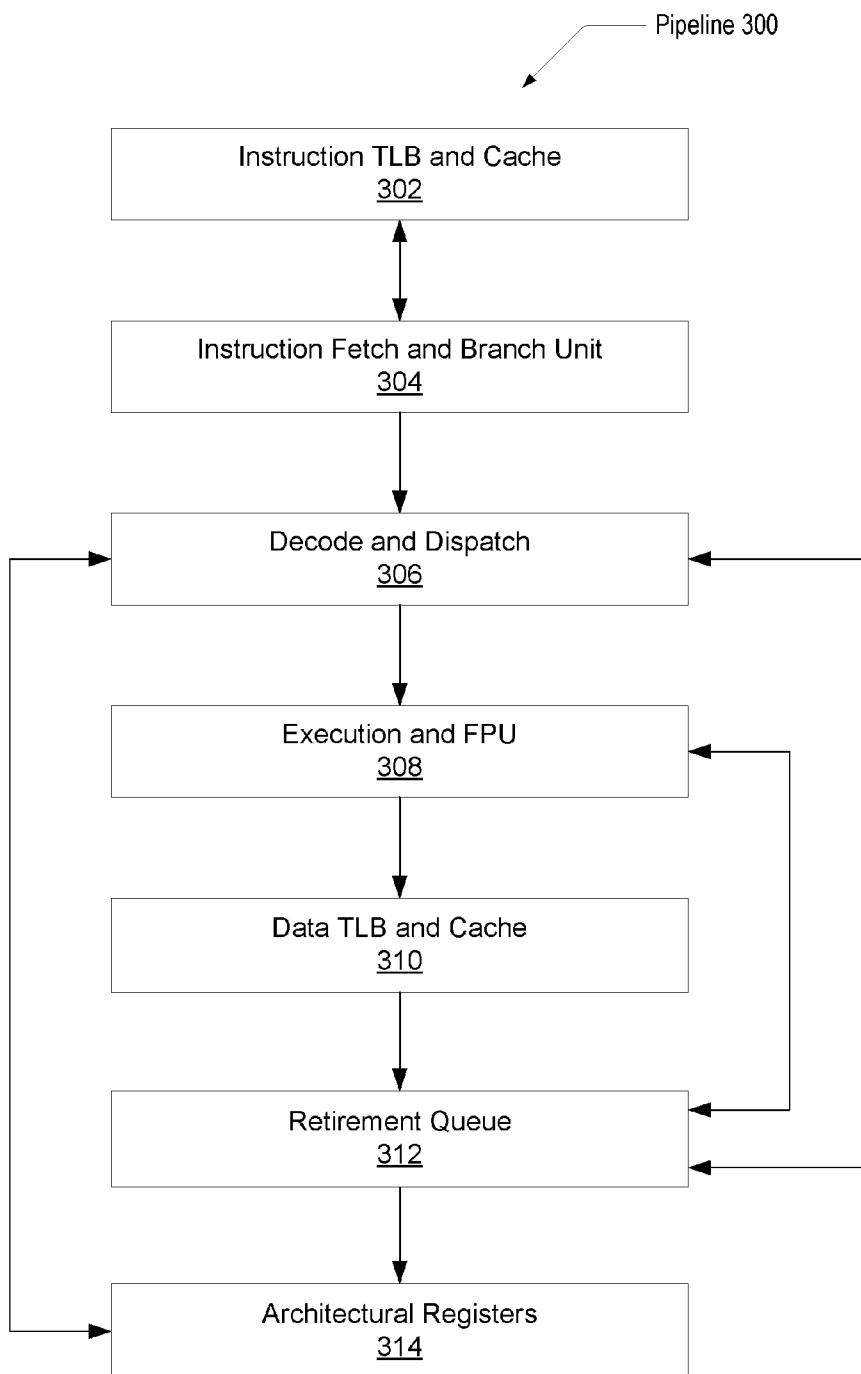 Pipeline 300
Instruction TLB and Cache
302
Instruction Fetch and Branch Unit
304
Decode and Dispatch
306
Execution and FPU
308
Data TLB and Cache
310
Retirement Queue
312
Architectural Registers
314